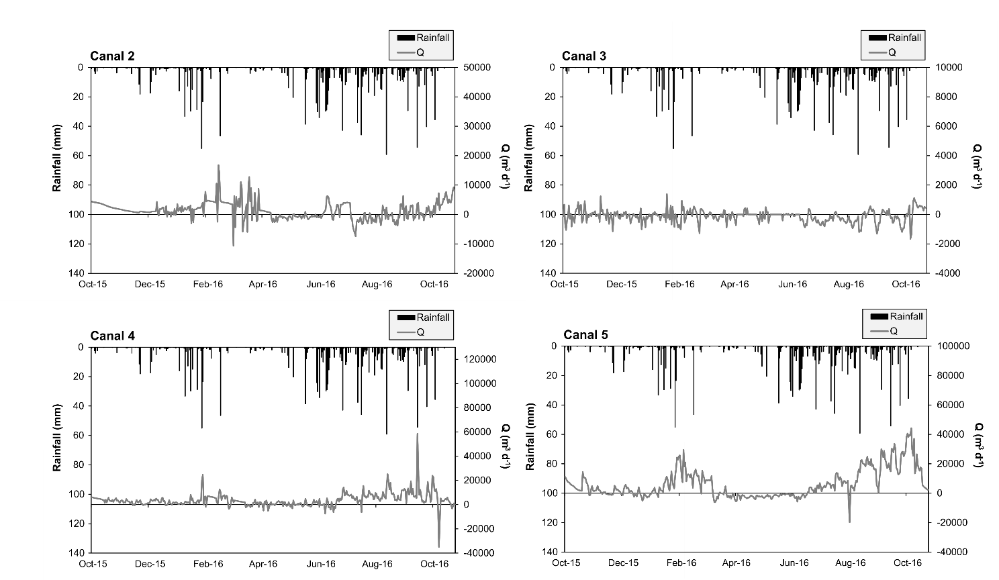 Rainfall
Q
Canal 2
0
20
40
60
80
100
120
140
Rainfall (mm)
50000
40000
30000
20000
10000
0
-10000
-20000
Q (m³ d⁻¹)
Oct-15 Dec-15 Feb-16 Apr-16 Jun-16 Aug-16 Oct-16
Rainfall
Q
Canal 3
0
20
40
60
80
100
120
140
Rainfall (mm)
10000
8000
6000
4000
2000
0
-2000
-4000
Q (m³ d⁻¹)
Oct-15 Dec-15 Feb-16 Apr-16 Jun-16 Aug-16 Oct-16
Rainfall
Q
Canal 4
0
20
40
60
80
100
120
140
Rainfall (mm)
120000
100000
80000
60000
40000
20000
0
-20000
-40000
Q (m³ d⁻¹)
Oct-15 Dec-15 Feb-16 Apr-16 Jun-16 Aug-16 Oct-16
Rainfall
Q
Canal 5
0
20
40
60
80
100
120
140
Rainfall (mm)
100000
80000
60000
40000
20000
0
-20000
-40000
Q (m³ d⁻¹)
Oct-15 Dec-15 Feb-16 Apr-16 Jun-16 Aug-16 Oct-16